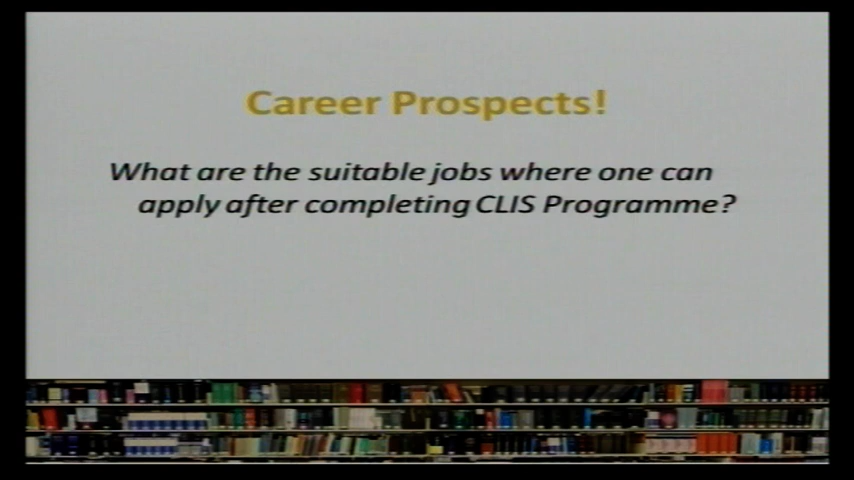 Career Prospects!
What are the suitable jobs where one can
apply after completing CLIS Programme?